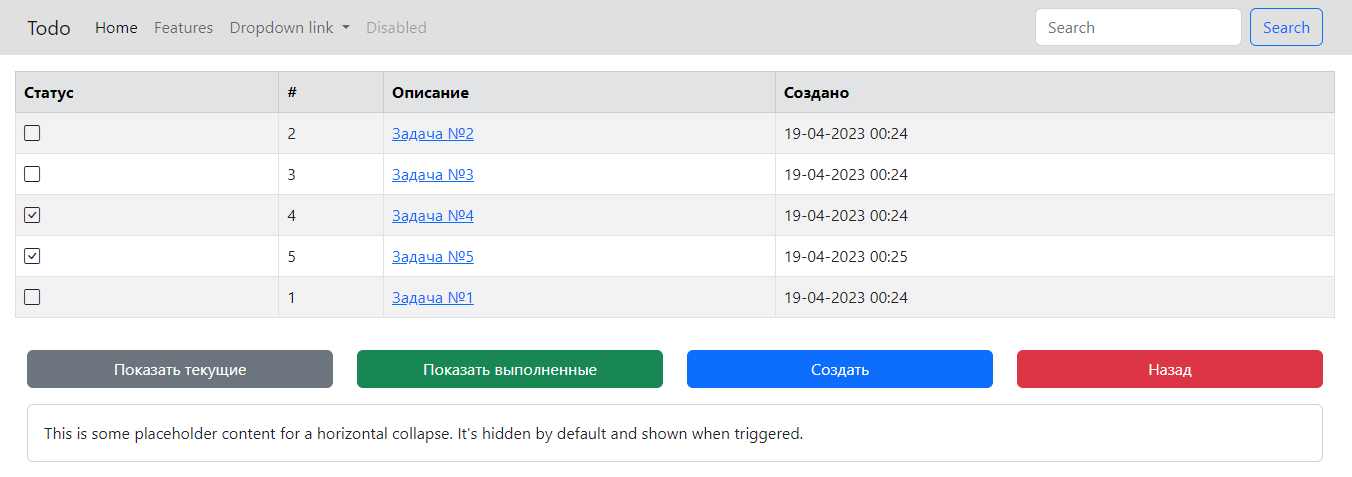 Todo Home Features Dropdown link Disabled Search Search
Статус # Описание Создано
2 Задача №2 19-04-2023 00:24
3 Задача №3 19-04-2023 00:24
4 Задача №4 19-04-2023 00:24
5 Задача №5 19-04-2023 00:25
1 Задача №1 19-04-2023 00:24
Показать текущие Показать выполненные Создать Назад
This is some placeholder content for a horizontal collapse. It's hidden by default and shown when triggered.